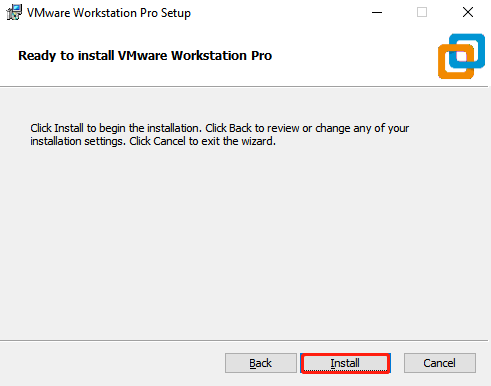 VMware Workstation Pro Setup
Ready to install VMware Workstation Pro
Click Install to begin the installation. Click Back to review or change any of your
installation settings. Click Cancel to exit the wizard.
Back Install Cancel